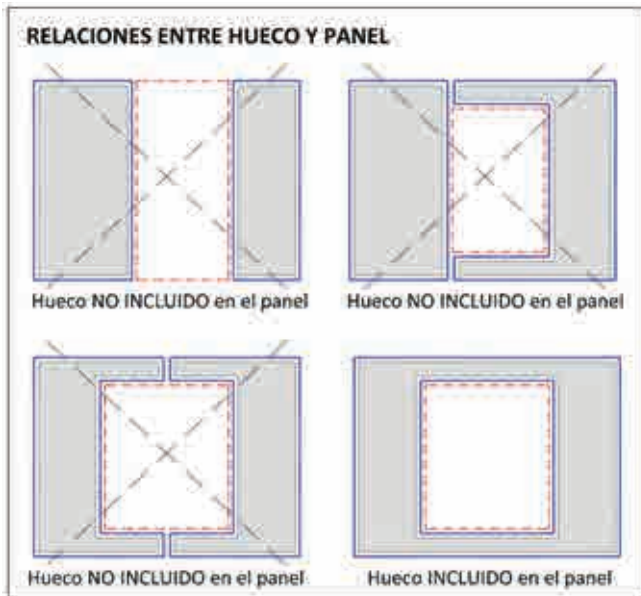 RELACIONES ENTRE HUECO Y PANEL
Hueco NO INCLUIDO en el panel
Hueco NO INCLUIDO en el panel
Hueco NO INCLUIDO en el panel
Hueco INCLUIDO en el panel